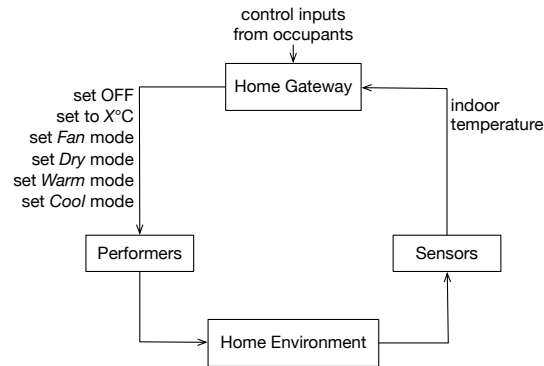 control inputs
from occupants
Home Gateway
set OFF
set to X°C
set Fan mode
set Dry mode
set Warm mode
set Cool mode
indoor
temperature
Performers
Sensors
Home Environment